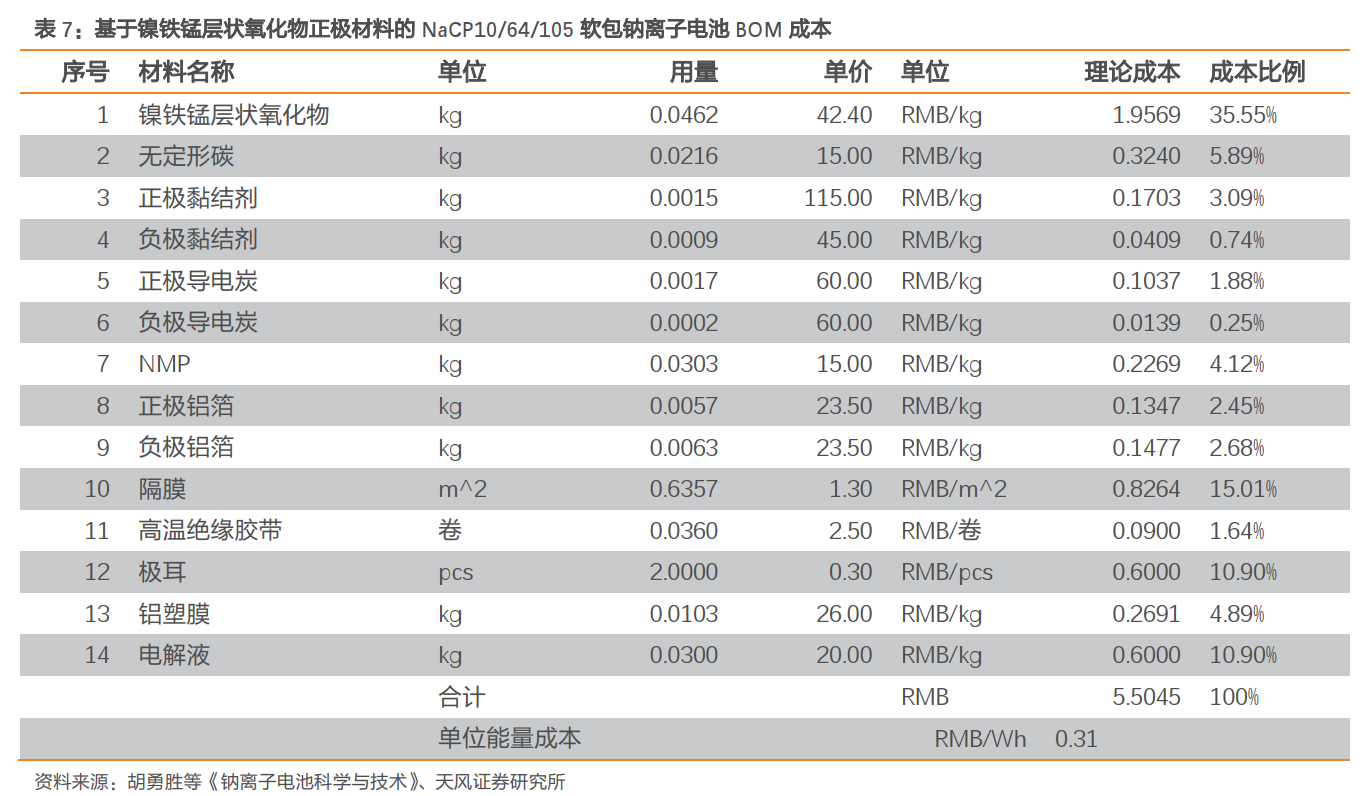 表 7：基于镍铁锰层状氧化物正极材料的 NaCP10/64/105 软包钠离子电池 BOM 成本
序号 材料名称 单位 用量 单价 单位 理论成本 成本比例
1 镍铁锰层状氧化物 kg 0.0462 42.40 RMB/kg 1.9569 35.55%
2 无定形碳 kg 0.0216 15.00 RMB/kg 0.3240 5.89%
3 正极黏结剂 kg 0.0015 115.00 RMB/kg 0.1703 3.09%
4 负极黏结剂 kg 0.0009 45.00 RMB/kg 0.0409 0.74%
5 正极导电炭 kg 0.0017 60.00 RMB/kg 0.1037 1.88%
6 负极导电炭 kg 0.0002 60.00 RMB/kg 0.0139 0.25%
7 NMP kg 0.0303 15.00 RMB/kg 0.2269 4.12%
8 正极铝箔 kg 0.0057 23.50 RMB/kg 0.1347 2.45%
9 负极铝箔 kg 0.0063 23.50 RMB/kg 0.1477 2.68%
10 隔膜 m^2 0.6357 1.30 RMB/m^2 0.8264 15.01%
11 高温绝缘胶带 卷 0.0360 2.50 RMB/卷 0.0900 1.64%
12 极耳 pcs 2.0000 0.30 RMB/pcs 0.6000 10.90%
13 铝塑膜 kg 0.0103 26.00 RMB/kg 0.2691 4.89%
14 电解液 kg 0.0300 20.00 RMB/kg 0.6000 10.90%
合计 RMB 5.5045 100%
单位能量成本 RMB/Wh 0.31
资料来源：胡勇胜等《钠离子电池科学与技术》、天风证券研究所